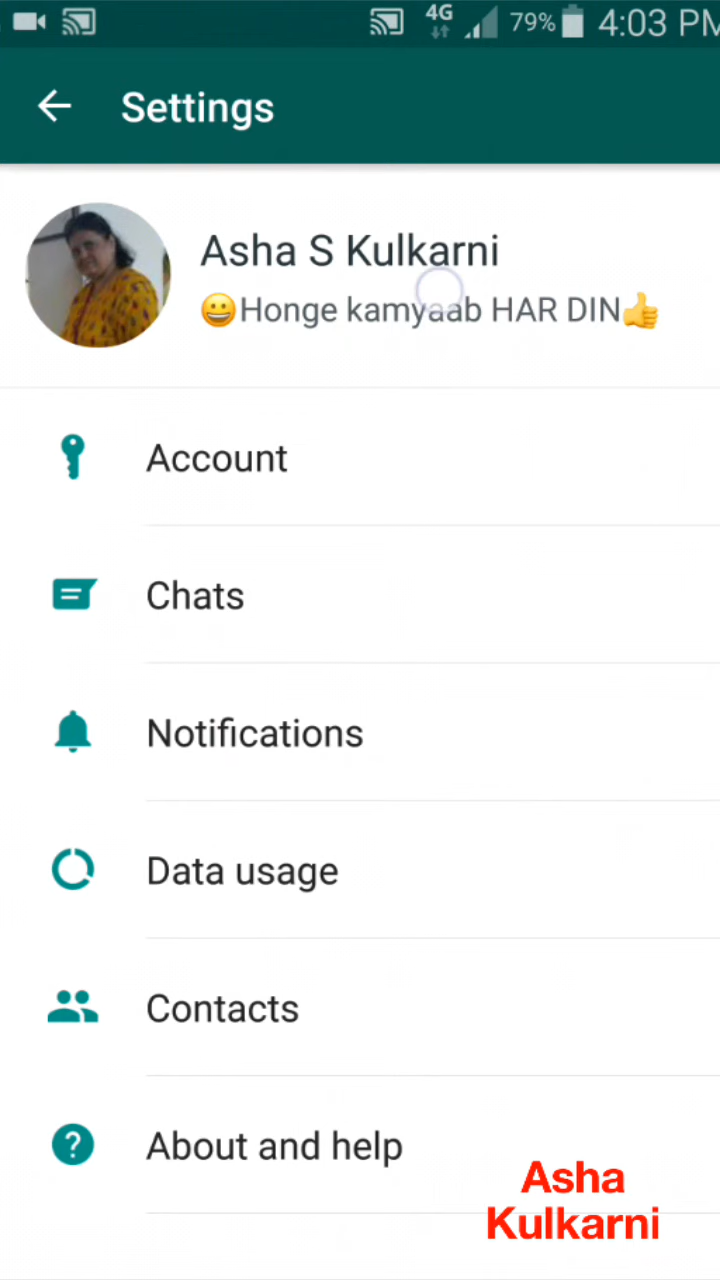 4G 79% 4:03 PM
Settings
Asha S Kulkarni
😀Honge kamyaab HAR DIN👍
Account
Chats
Notifications
Data usage
Contacts
About and help
Asha
Kulkarni